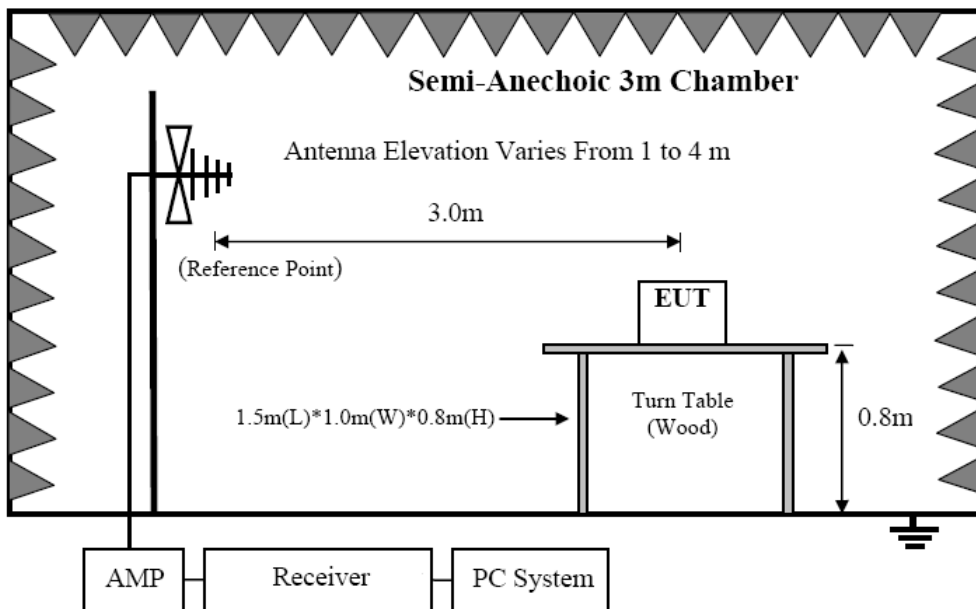 Semi-Anechoic 3m Chamber
Antenna Elevation Varies From 1 to 4 m
3.0m
(Reference Point)
EUT
1.5m(L)*1.0m(W)*0.8m(H)
Turn Table
(Wood)
0.8m
AMP
Receiver
PC System